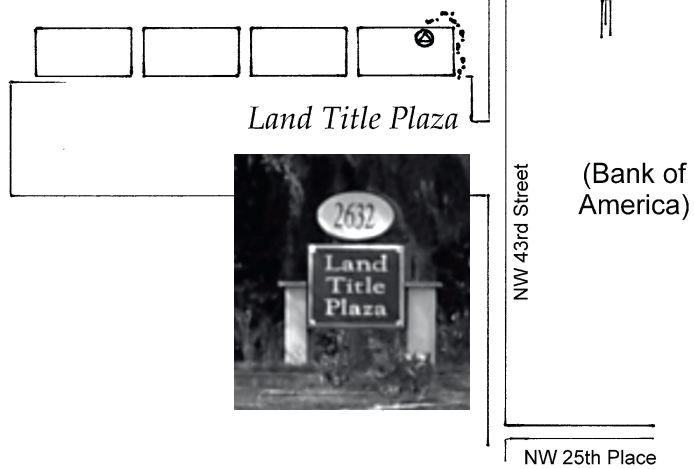 Land Title Plaza
2632
Land
Title
Plaza
NW 43rd Street
(Bank of
America)
NW 25th Place